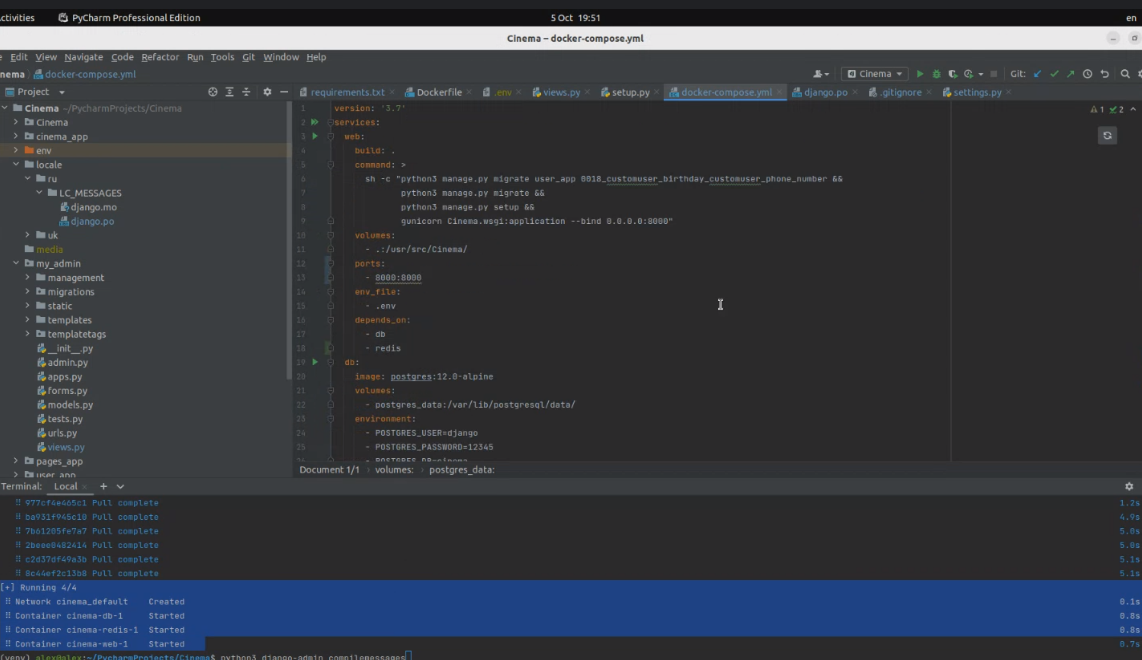 ctivities PyCharm Professional Edition 5 Oct 19:51 en
Cinema – docker-compose.yml
Edit View Navigate Code Refactor Run Tools Git Window Help
nema docker-compose.yml Cinema Git:
Project requirements.txt Dockerfile .env views.py setup.py docker-compose.yml django.po .gitignore settings.py
Cinema ~/PycharmProjects/Cinema
Cinema
cinema_app
env
locale
ru
LC_MESSAGES
django.mo
django.po
uk
media
my_admin
management
migrations
static
templates
templatetags
__init__.py
admin.py
apps.py
forms.py
models.py
tests.py
urls.py
views.py
pages_app
user_app
1 version: '3.7'
2 services:
3 web:
4 build: .
5 command: >
6 sh -c "python3 manage.py migrate user_app 0018_customuser_birthday_customuser_phone_number &&
7 python3 manage.py migrate &&
8 python3 manage.py setup &&
9 gunicorn Cinema.wsgi:application --bind 0.0.0.0:8000"
10 volumes:
11 - .:/usr/src/Cinema/
12 ports:
13 - 8000:8000
14 env_file:
15 - .env
16 depends_on:
17 - db
18 - redis
19 db:
20 image: postgres:12.0-alpine
21 volumes:
22 - postgres_data:/var/lib/postgresql/data/
23 environment:
24 - POSTGRES_USER=django
25 - POSTGRES_PASSWORD=12345
26 - POSTGRES_DB=cinema
1 2
Document 1/1 › volumes: › postgres_data:
Terminal: Local
977cf4e465c1 Pull complete 1.2s
ba931f945c10 Pull complete 4.9s
7b61205fe7a7 Pull complete 5.0s
2beee0482414 Pull complete 5.0s
c2d37df49a3b Pull complete 5.1s
8c44ef2c13b8 Pull complete 5.1s
[+] Running 4/4
Network cinema_default Created 0.1s
Container cinema-db-1 Started 0.8s
Container cinema-redis-1 Started 0.8s
Container cinema-web-1 Started 0.7s
(venv) alex@alex:~/PycharmProjects/Cinema$ python3 django-admin compilemessages